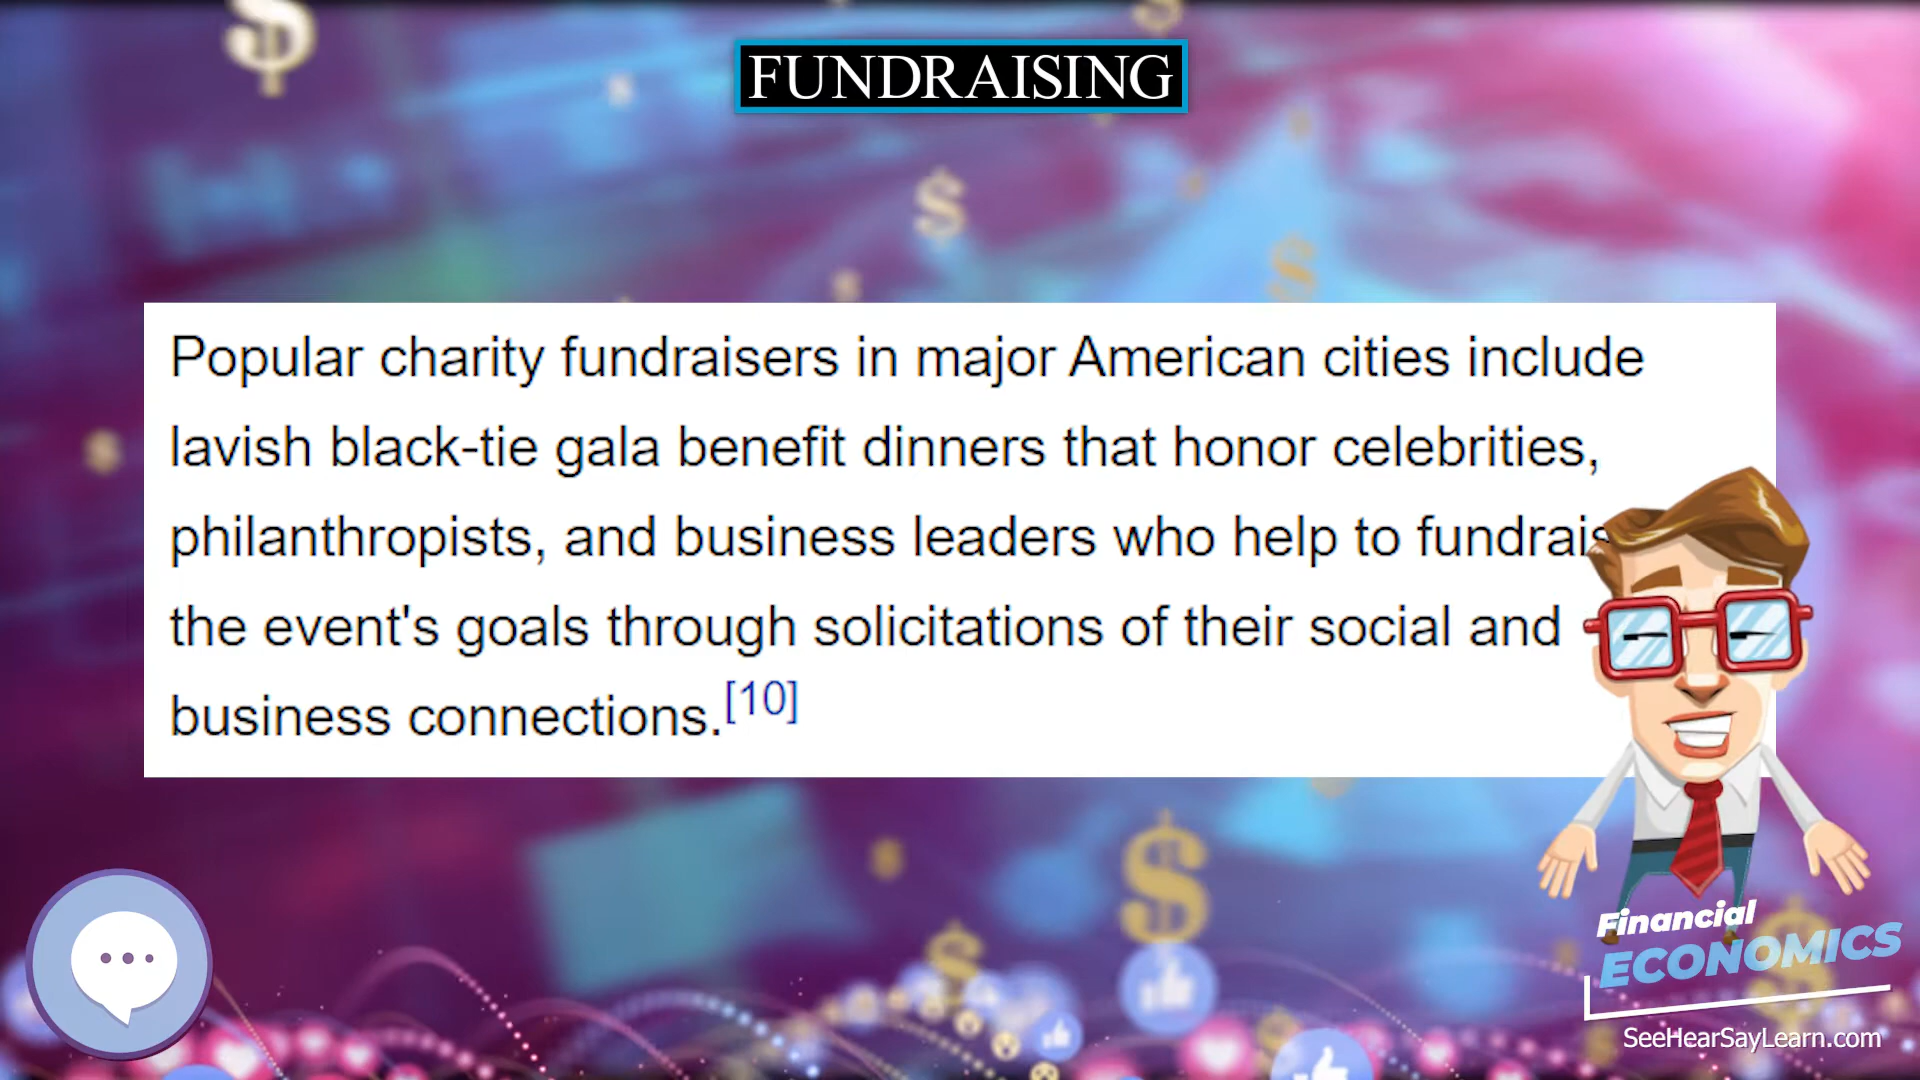 FUNDRAISING
Popular charity fundraisers in major American cities include
lavish black-tie gala benefit dinners that honor celebrities,
philanthropists, and business leaders who help to fundrais
the event's goals through solicitations of their social and
business connections.[10]
Financial
ECONOMICS
SeeHearSayLearn.com